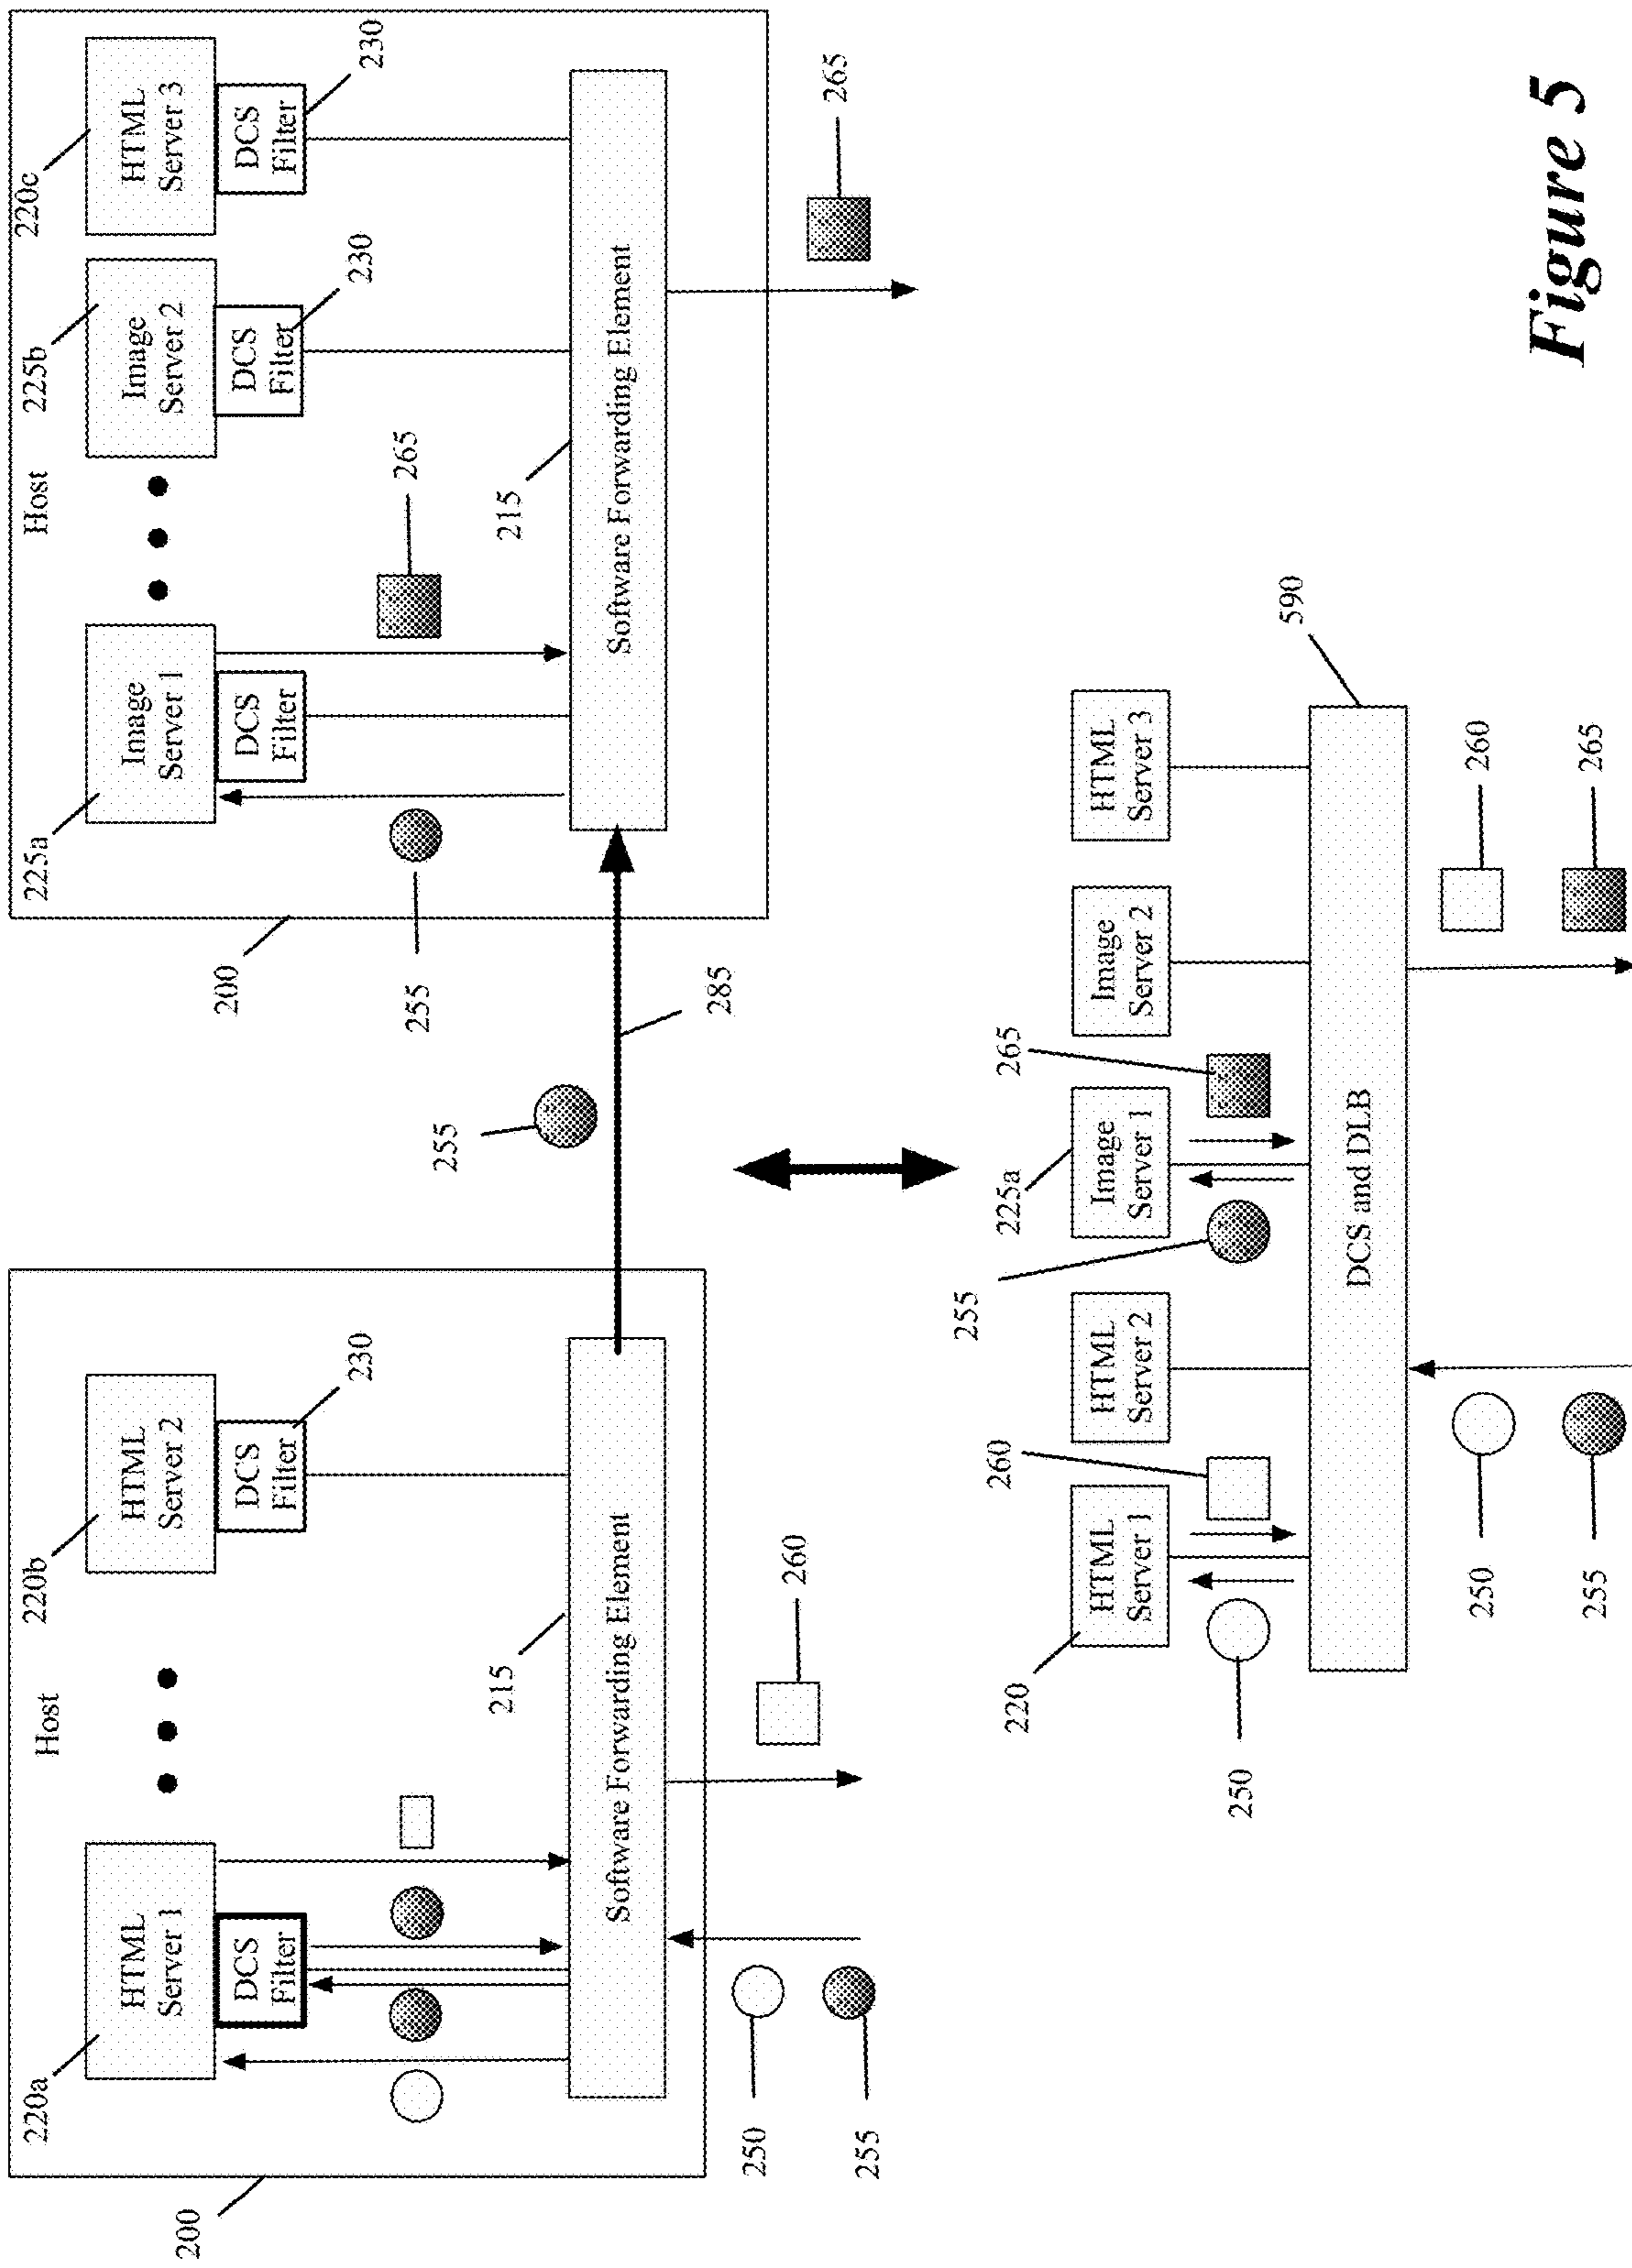 Host
220a
HTML
Server 1
DCS
Filter
220b
HTML
Server 2
DCS
Filter
230
215
Software Forwarding Element
200
250
255
260
255
285
Host
225a
Image
Server 1
DCS
Filter
225b
Image
Server 2
DCS
Filter
230
220c
HTML
Server 3
DCS
Filter
230
255
265
215
Software Forwarding Element
200
265
220
HTML
Server 1
260
250
HTML
Server 2
225a
Image
Server 1
265
255
Image
Server 2
HTML
Server 3
590
DCS and DLB
250
255
260
265
Figure 5